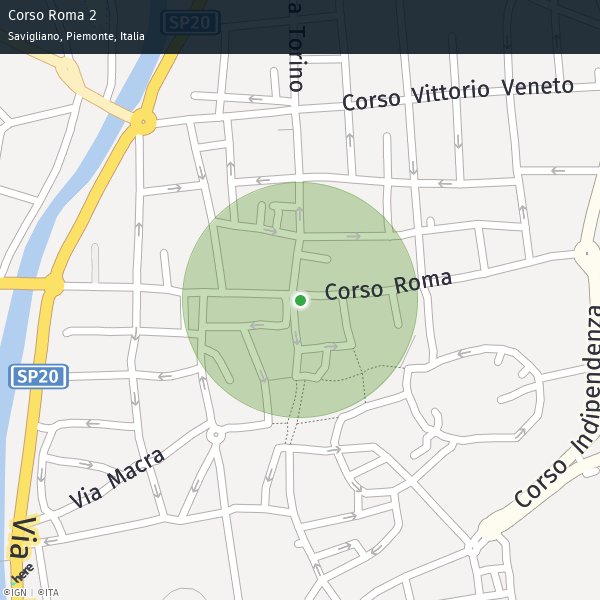 Corso Roma 2
Savigliano, Piemonte, Italia
SP20
a Torino
Corso Vittorio Veneto
Corso Roma
SP20
Corso Indipendenza
Via Macra
Via
here
©IGN | ©ITA